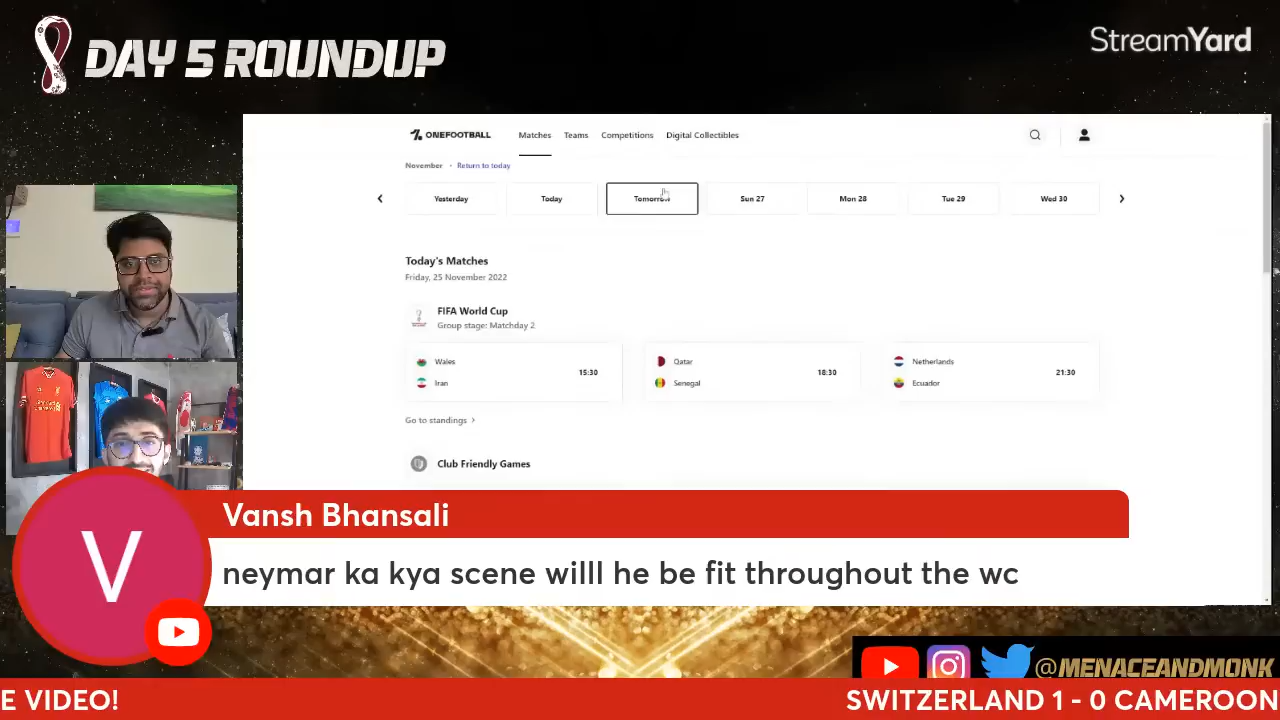 DAY 5 ROUNDUP
StreamYard
ONEFOOTBALL
Matches
Teams
Competitions
Digital Collectibles
November
Return to today
Yesterday
Today
Tomorrow
Sun 27
Mon 28
Tue 29
Wed 30
Today's Matches
Friday, 25 November 2022
FIFA World Cup
Group stage: Matchday 2
Wales
Iran
15:30
Qatar
Senegal
18:30
Netherlands
Ecuador
21:30
Go to standings
Club Friendly Games
V
Vansh Bhansali
neymar ka kya scene willl he be fit throughout the wc
@MENACEANDMONK
E VIDEO!
SWITZERLAND 1 - 0 CAMEROON